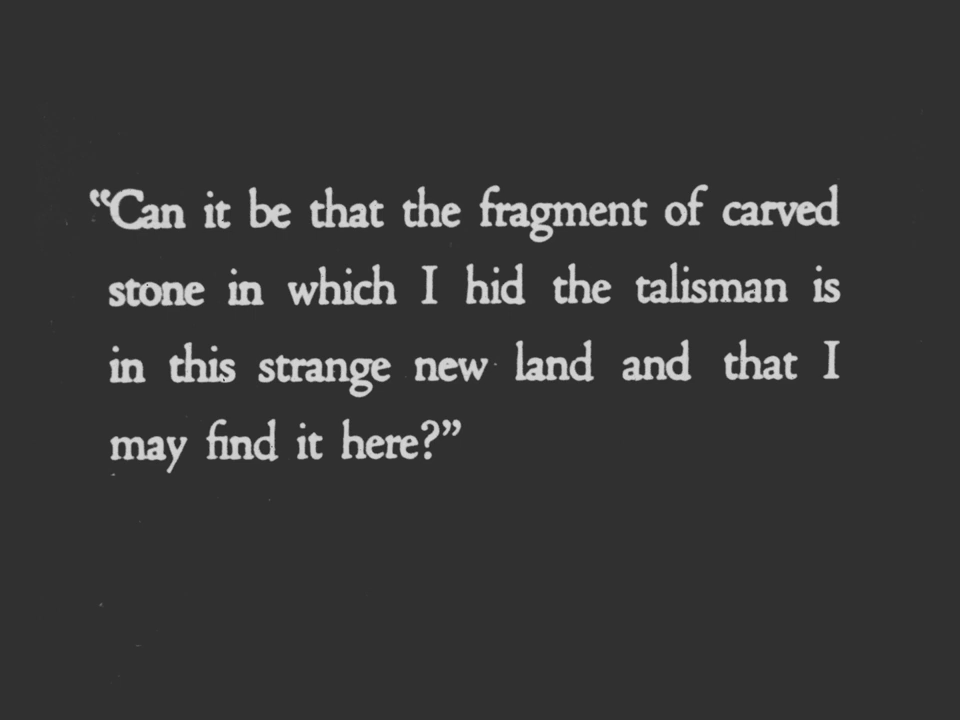 “Can it be that the fragment of carved
stone in which I hid the talisman is
in this strange new land and that I
may find it here?”